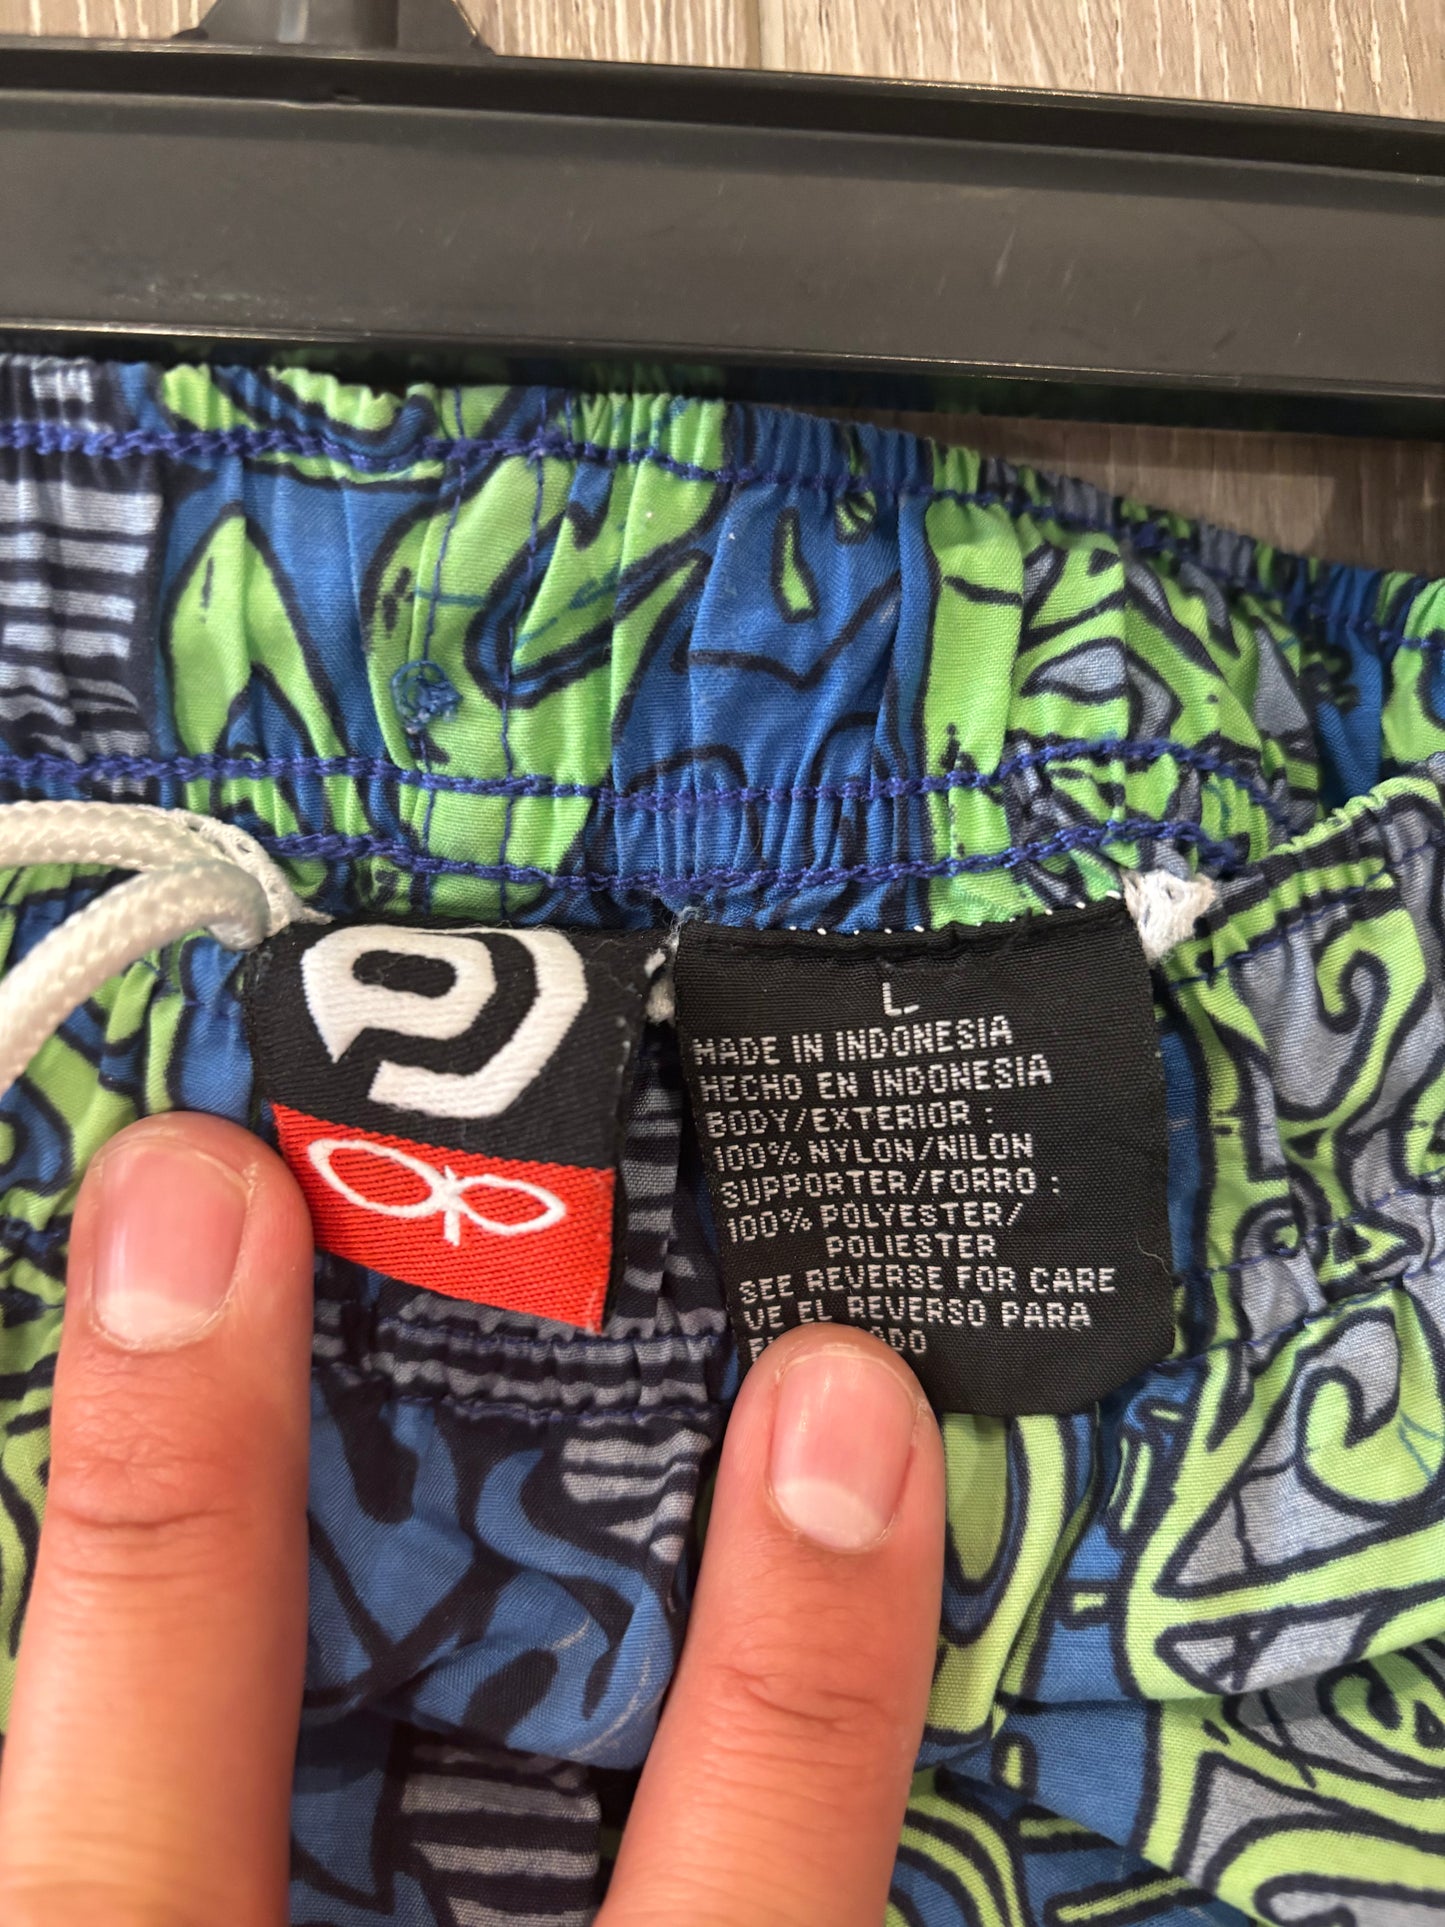 L
MADE IN INDONESIA
HECHO EN INDONESIA
BODY/EXTERIOR :
100% NYLON/NILON
SUPPORTER/FORRO :
100% POLYESTER/
POLIESTER
SEE REVERSE FOR CARE
VE EL REVERSO PARA